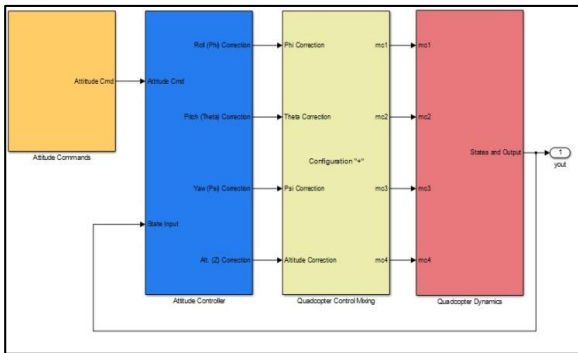 Attitude Cmd
Attitude Commands
Attitude Cmd
State Input
Roll (Phi) Correction
Pitch (Theta) Correction
Yaw (Psi) Correction
Alt. (Z) Correction
Attitude Controller
Phi Correction
Theta Correction
Configuration "+"
Psi Correction
Altitude Correction
mc1
mc2
mc3
mc4
Quadcopter Control Mixing
mc1
mc2
mc3
mc4
States and Output
Quadcopter Dynamics
1
yout